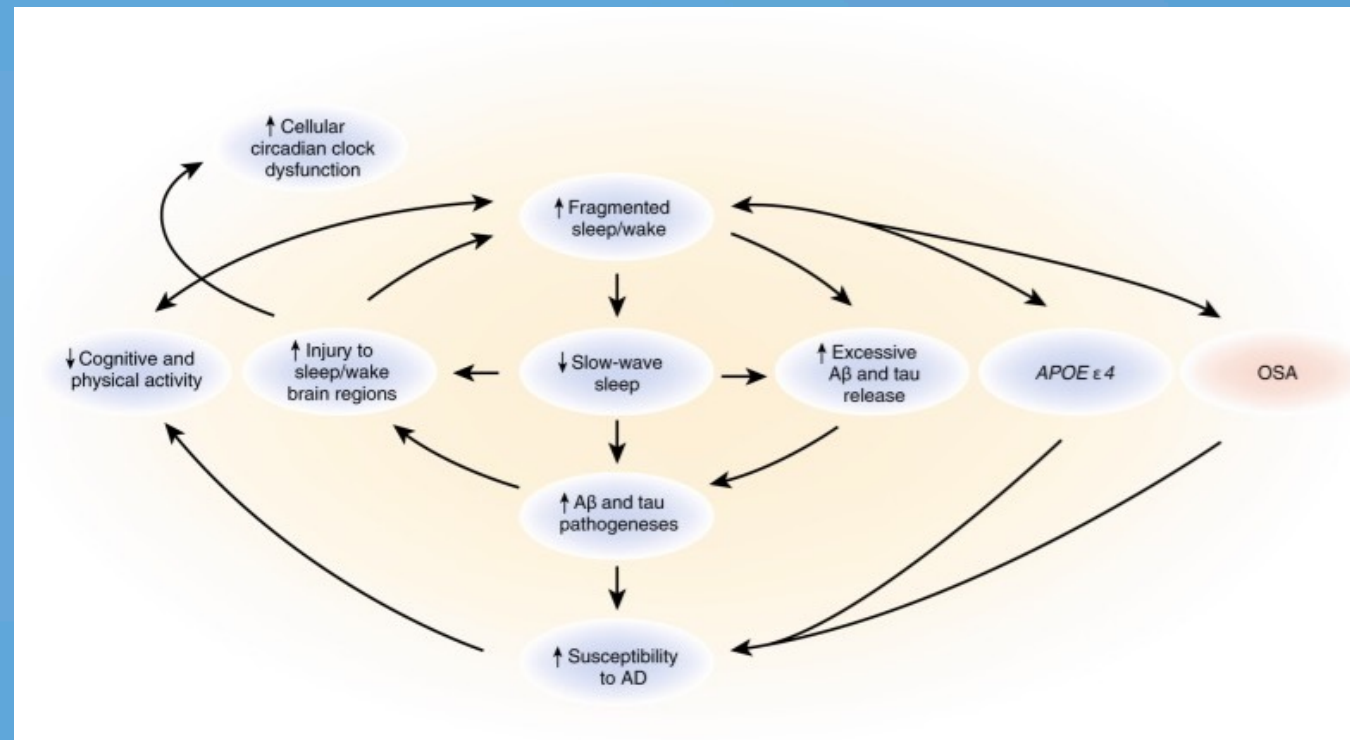 ↑ Cellular
circadian clock
dysfunction
↑ Fragmented
sleep/wake
↓ Cognitive and
physical activity
↑ Injury to
sleep/wake
brain regions
↓ Slow-wave
sleep
↑ Excessive
Aβ and tau
release
APOE ε4
OSA
↑ Aβ and tau
pathogeneses
↑ Susceptibility
to AD